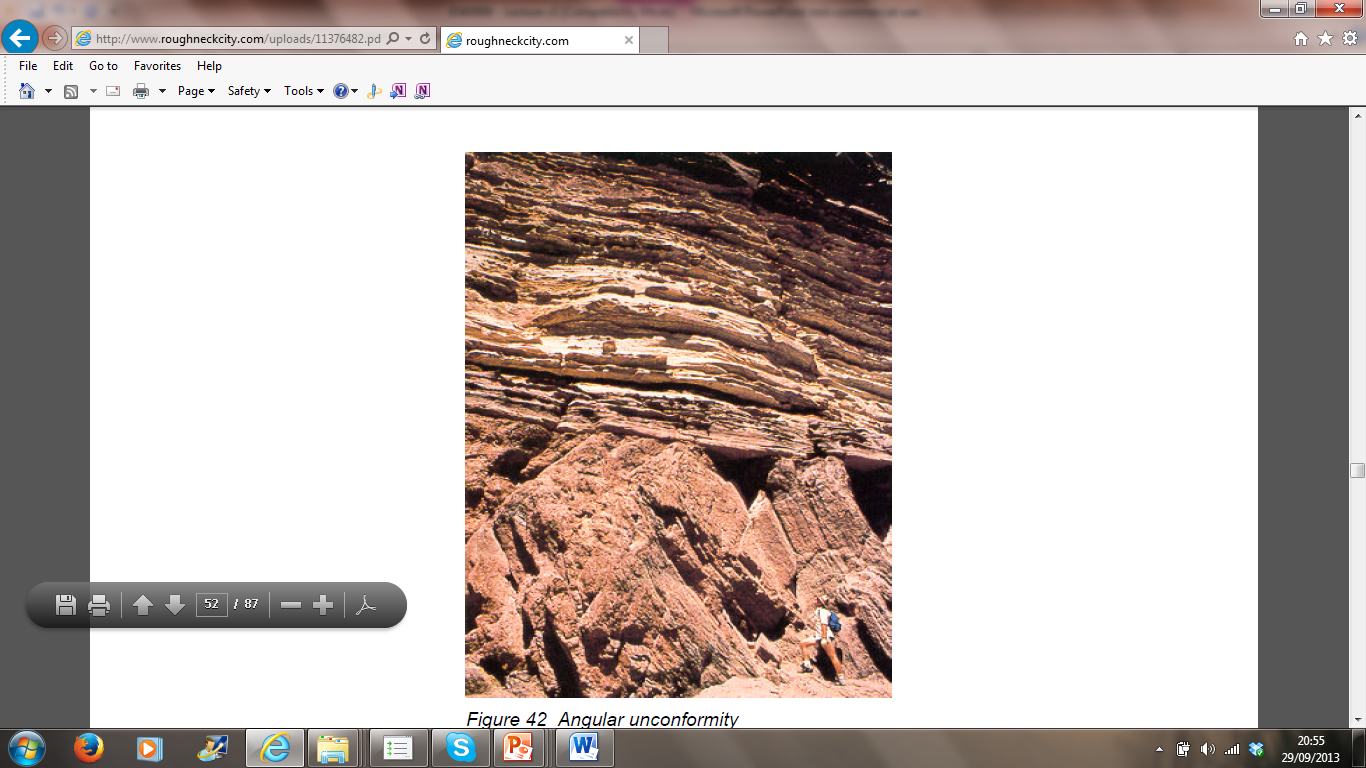 http://www.roughneckcity.com/uploads/11376482.pd
roughneckcity.com
File Edit Go to Favorites Help
Page Safety Tools
52 / 87
Figure 42 Angular unconformity
20:55
29/09/2013